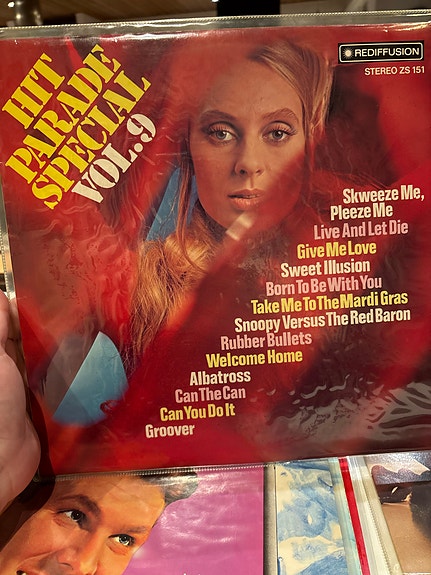 HIT
PARADE
SPECIAL
VOL.9
REDIFFUSION
STEREO ZS 151
Skweeze Me,
Pleeze Me
Live And Let Die
Give Me Love
Sweet Illusion
Born To Be With You
Take Me To The Mardi Gras
Snoopy Versus The Red Baron
Rubber Bullets
Welcome Home
Albatross
Can The Can
Can You Do It
Groover